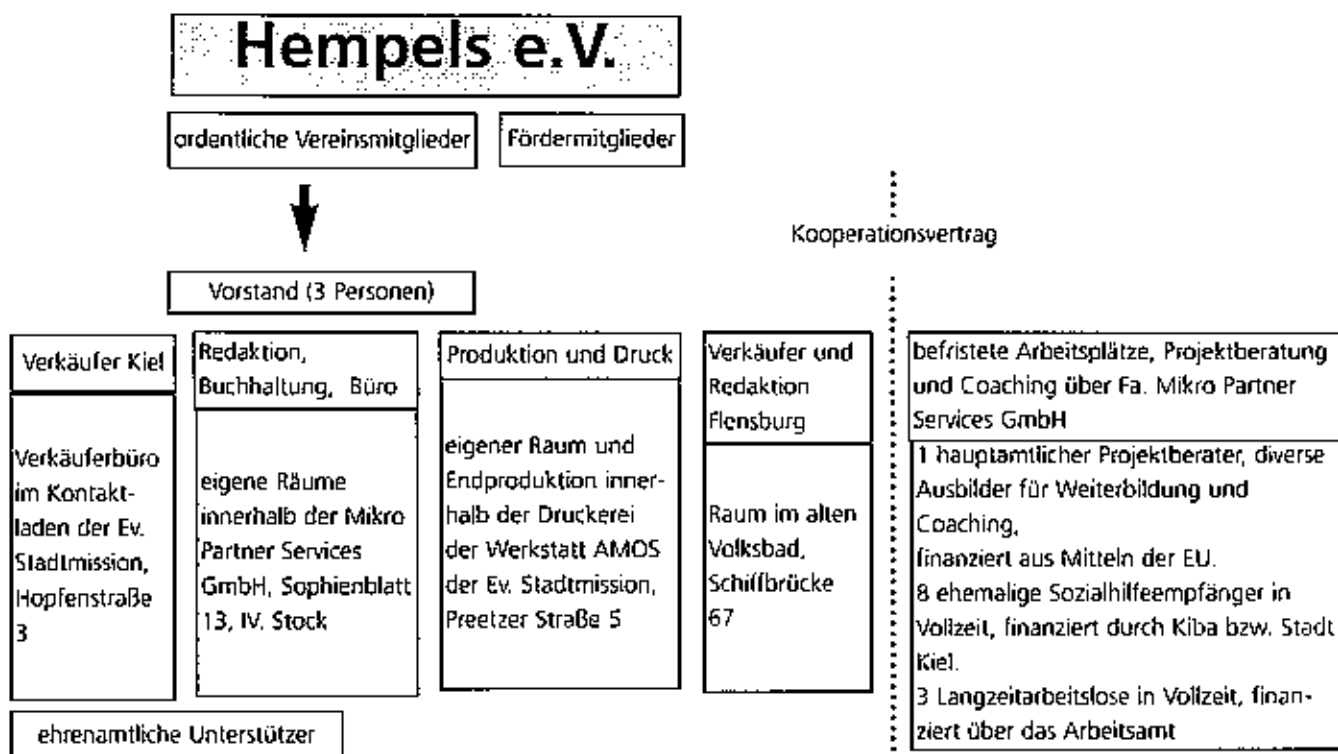 Hempels e.V.
ordentliche Vereinsmitglieder
Fördermitglieder
Kooperationsvertrag
Vorstand (3 Personen)
Verkäufer Kiel
Verkäuferbüro
im Kontakt-
laden der Ev.
Stadtmission,
Hopfenstraße
3
Redaktion,
Buchhaltung, Büro
eigene Räume
innerhalb der Mikro
Partner Services
GmbH, Sophienblatt
13, IV. Stock
Produktion und Druck
eigener Raum und
Endproduktion inner-
halb der Druckerei
der Werkstatt AMOS
der Ev. Stadtmission,
Preetzer Straße 5
Verkäufer und
Redaktion
Flensburg
Raum im alten
Volksbad,
Schiffbrücke
67
befristete Arbeitsplätze, Projektberatung
und Coaching über Fa. Mikro Partner
Services GmbH
1 hauptamtlicher Projektberater, diverse
Ausbilder für Weiterbildung und
Coaching,
finanziert aus Mitteln der EU.
8 ehemalige Sozialhilfeempfänger in
Vollzeit, finanziert durch Kiba bzw. Stadt
Kiel.
3 Langzeitarbeitslose in Vollzeit, finan-
ziert über das Arbeitsamt
ehrenamtliche Unterstützer